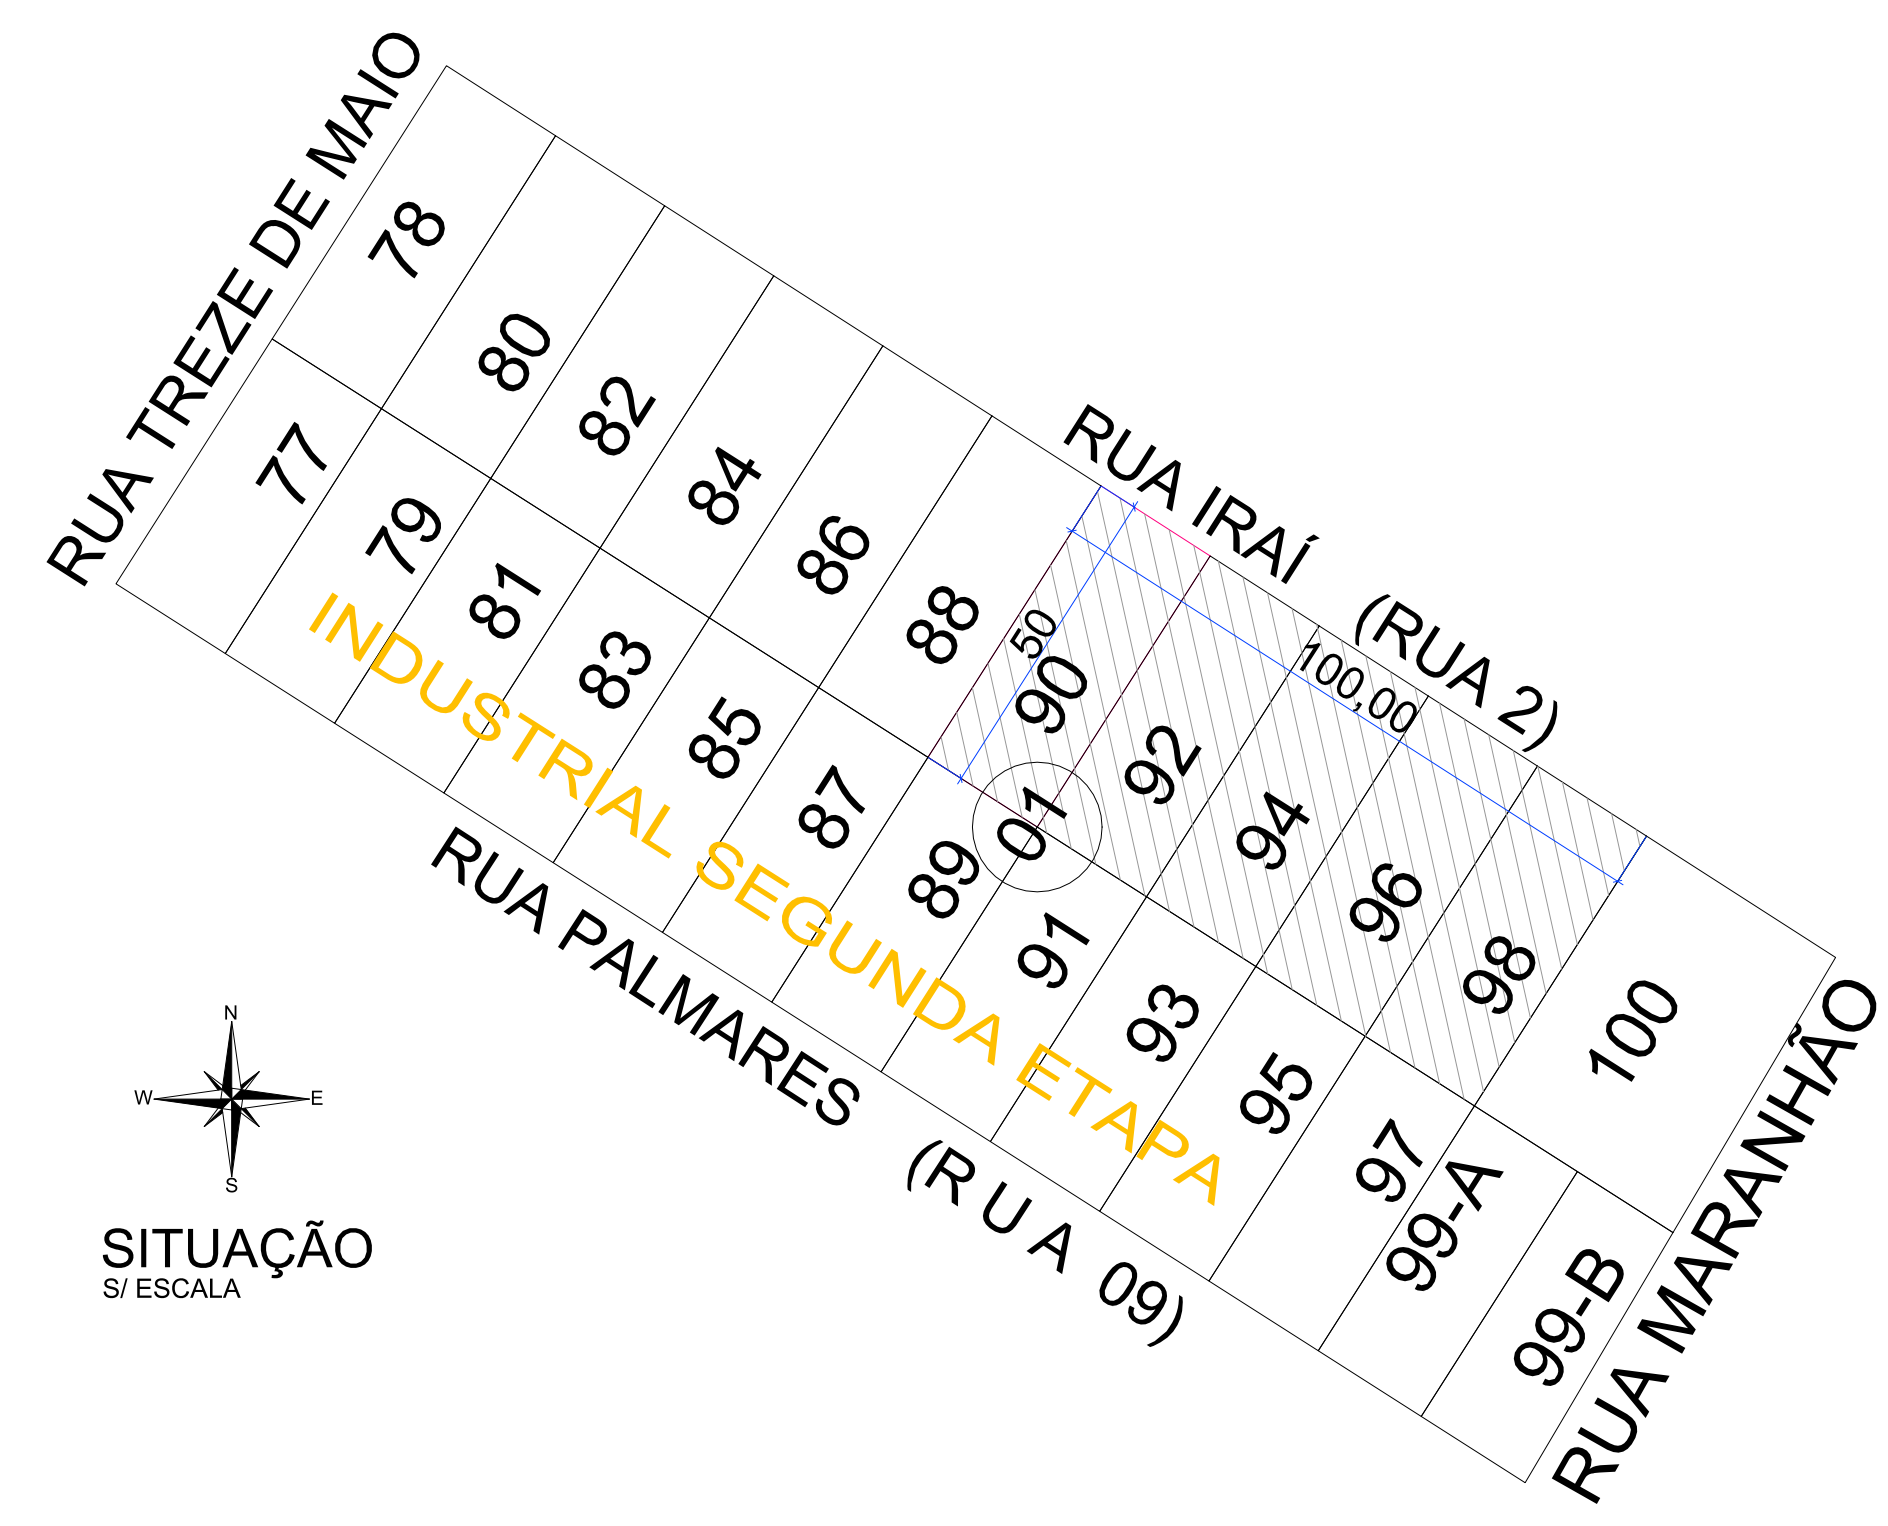 RUA TREZE DE MAIO
78
80
82
84
86
88
90
92
94
96
98
100
RUA IRAÍ (RUA 2)
50
100,00
01
77
79
81
83
85
87
89
91
93
95
97
99-A
99-B
INDUSTRIAL SEGUNDA ETAPA
RUA PALMARES (R U A 09)
RUA MARANHÃO
N
W
E
S
SITUAÇÃO
S/ ESCALA